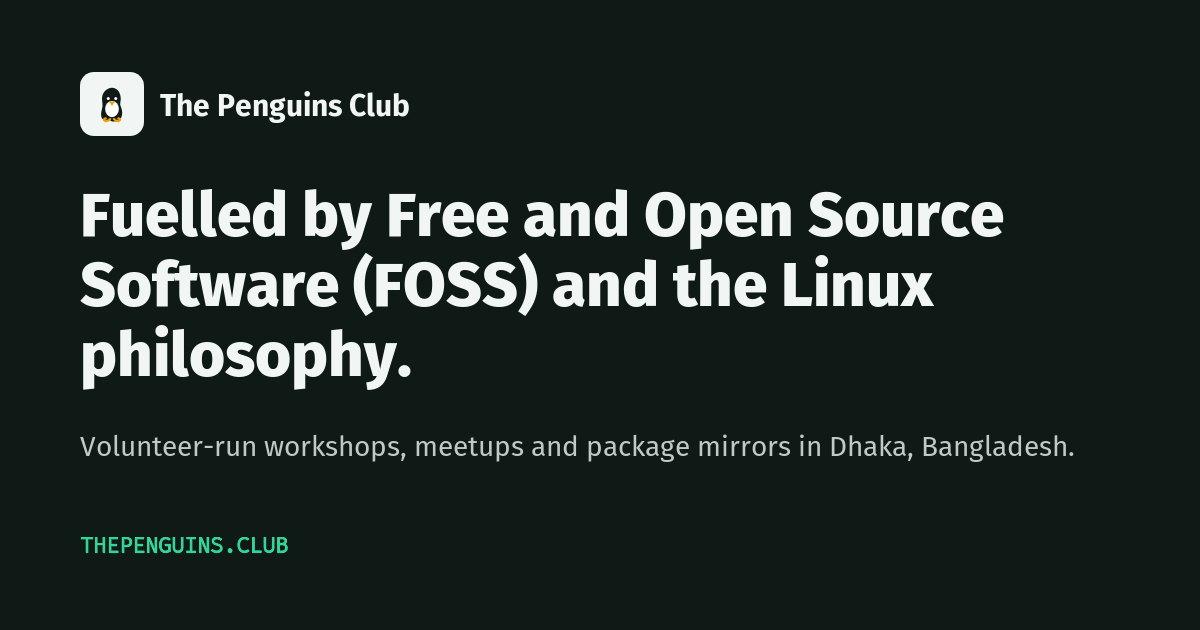 The Penguins Club
Fuelled by Free and Open Source
Software (FOSS) and the Linux
philosophy.
Volunteer-run workshops, meetups and package mirrors in Dhaka, Bangladesh.
THEPENGUINS.CLUB